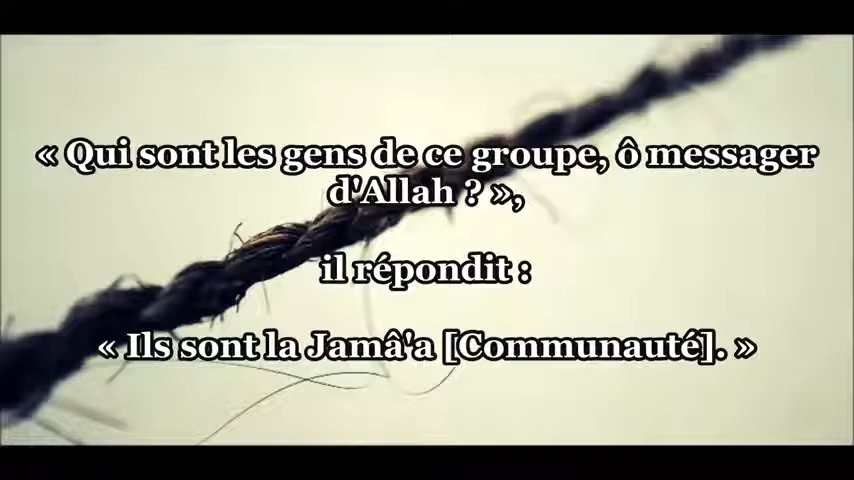 « Qui sont les gens de ce groupe, ô messager
d'Allah ? »,
il répondit :
« Ils sont la Jamâ'a [Communauté]. »